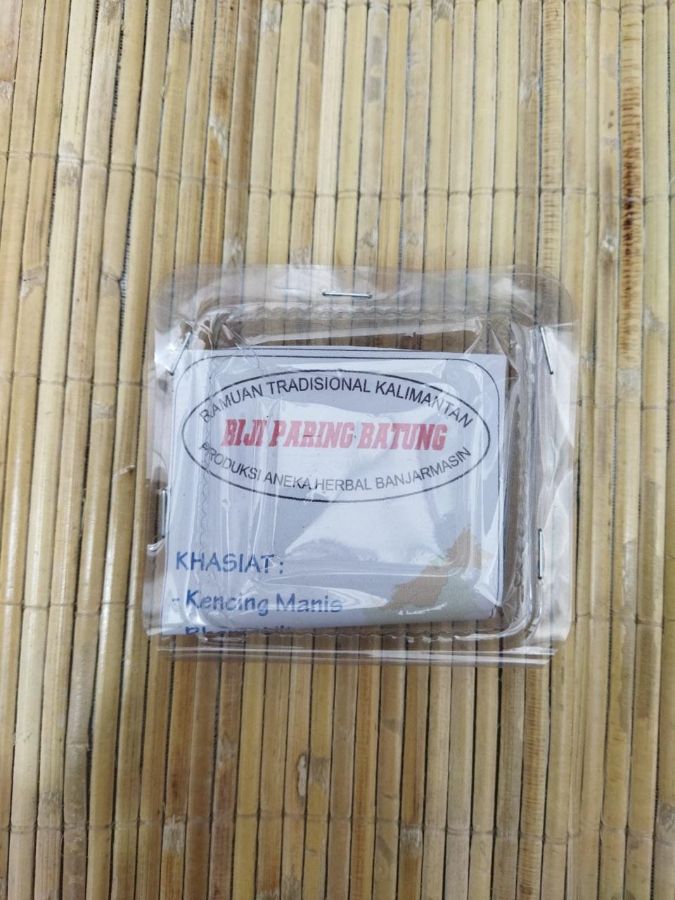 RAMUAN TRADISIONAL KALIMANTAN
BIJI PARING BATUNG
PRODUKSI ANEKA HERBAL BANJARMASIN
KHASIAT :
- Kencing Manis